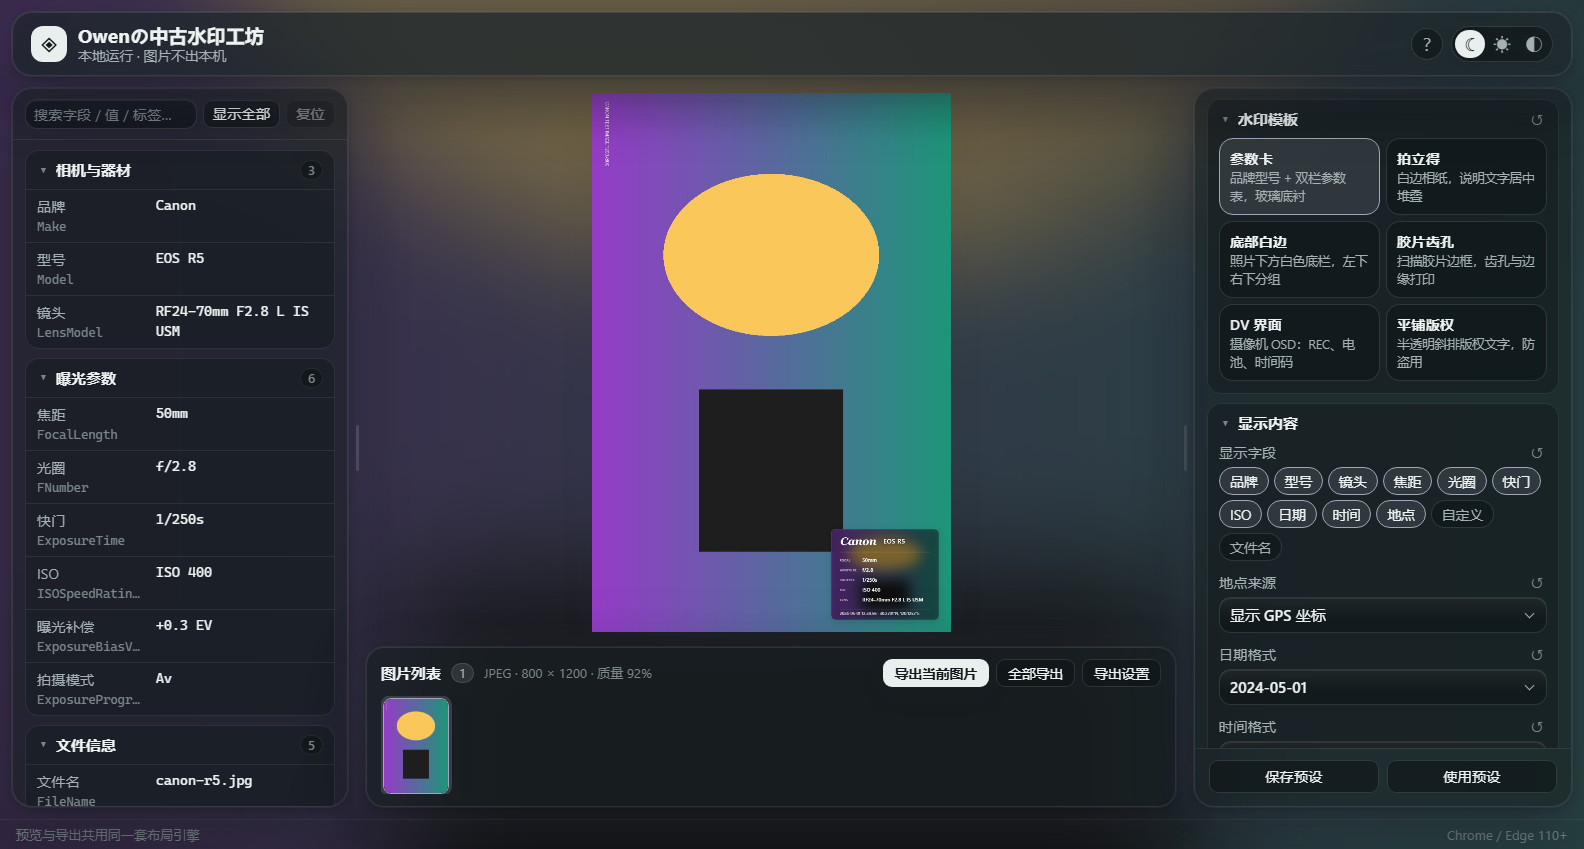 Owenの中古水印工坊
本地运行 · 图片不出本机
?
搜索字段 / 值 / 标签...
显示全部
复位
相机与器材
3
品牌
Canon
Make
型号
EOS R5
Model
镜头
RF24-70mm F2.8 L IS
USM
LensModel
曝光参数
6
焦距
50mm
FocalLength
光圈
f/2.8
FNumber
快门
1/250s
ExposureTime
ISO
ISO 400
ISOSpeedRatin…
曝光补偿
+0.3 EV
ExposureBiasV…
拍摄模式
Av
ExposureProgr…
文件信息
5
文件名
canon-r5.jpg
FileName
Canon EOS R5
50mm
f/2.8
1/250s
ISO 400
RF24-70mm F2.8 L IS USM
图片列表
1
JPEG · 800 × 1200 · 质量 92%
导出当前图片
全部导出
导出设置
水印模板
参数卡
品牌型号 + 双栏参数
表，玻璃底衬
拍立得
白边相纸，说明文字居中
堆叠
底部白边
照片下方白色底栏，左下
右下分组
胶片齿孔
扫描胶片边框，齿孔与边
缘打印
DV 界面
摄像机 OSD：REC、电
池、时间码
平铺版权
半透明斜排版权文字，防
盗用
显示内容
显示字段
品牌
型号
镜头
焦距
光圈
快门
ISO
日期
时间
地点
自定义
文件名
地点来源
显示 GPS 坐标
日期格式
2024-05-01
时间格式
保存预设
使用预设
预览与导出共用同一套布局引擎
Chrome / Edge 110+